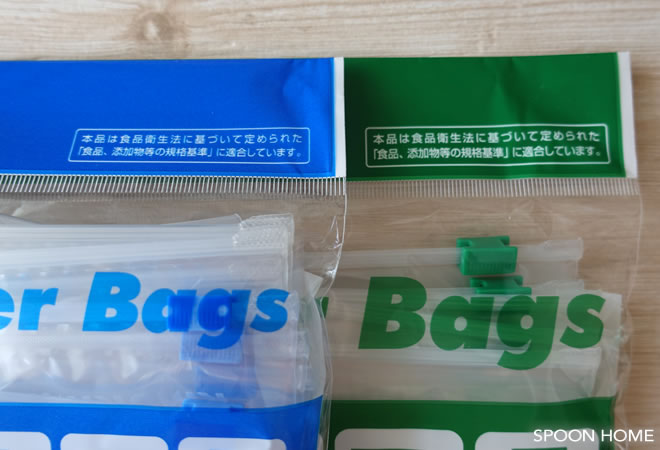 本品は食品衛生法に基づいて定められた
「食品、添加物等の規格基準」に適合しています。
本品は食品衛生法に基づいて定められた
「食品、添加物等の規格基準」に適合しています。
er Bags
r Bags
SPOON HOME